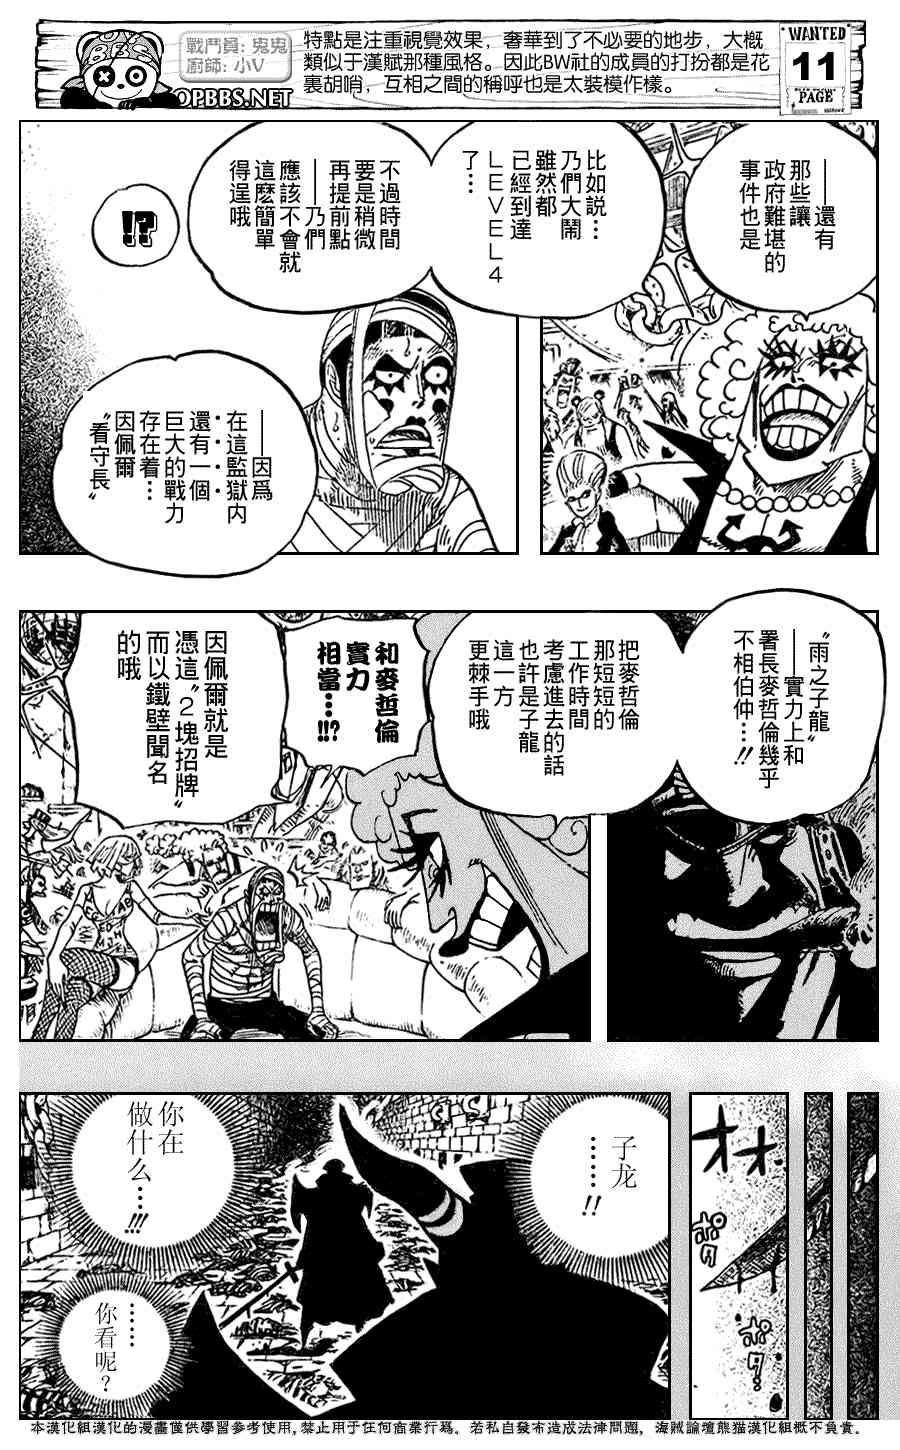 戰鬥員：鬼鬼
廚師：小V
OPBBS.NET
特點是注重視覺效果，奢華到了不必要的地步，大概
類似于漢賦那種風格。因此BW社的成員的打扮都是花
裏胡哨，互相之間的稱呼也是太裝模作樣。
WANTED
11
PAGE
——還有
那些讓
政府難堪的
事件也是
比如説…
乃們大鬧
雖然都
已經到達
LEVEL4
了…
不過時間
要是稍微
再提前點
——乃們
應該不會就
這麽簡單
得逞哦
!?
——因爲
在這監獄内
還有一個
巨大的戰力
存在着…
因佩爾
“看守長”
“雨之子龍”
——實力上和
署長麥哲倫幾乎
不相伯仲…!!
把麥哲倫
那短短的
工作時間
考慮進去的話
也許是子龍
這一方
更棘手哦
和麥哲倫
實力
相當…!!?
因佩爾就是
憑這“2塊招牌”
而以鐵壁聞名
的哦
オオ
ポタ
ポタ
子龙
……!!
你在
做什么…!!!
……
你看呢？
本漢化組漢化的漫畫僅供學習參考使用，禁止用于任何商業行爲。若私自發布造成法律問題，海賊論壇熊猫漢化組概不負責。